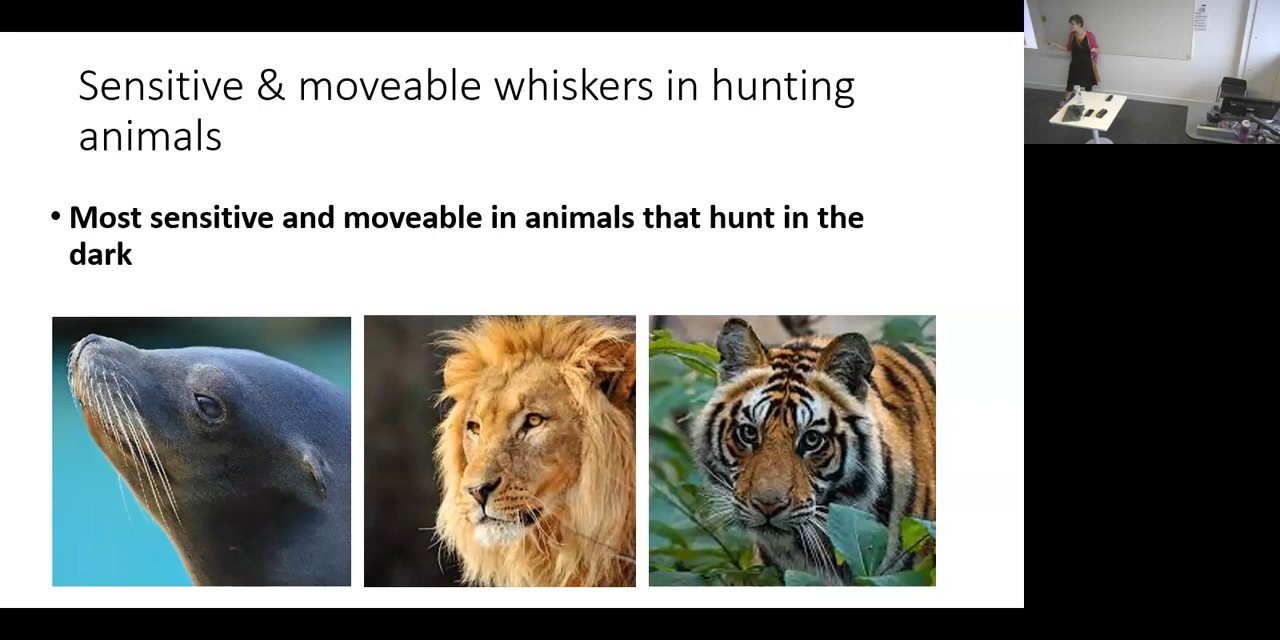 Sensitive & moveable whiskers in hunting
animals
• Most sensitive and moveable in animals that hunt in the
dark